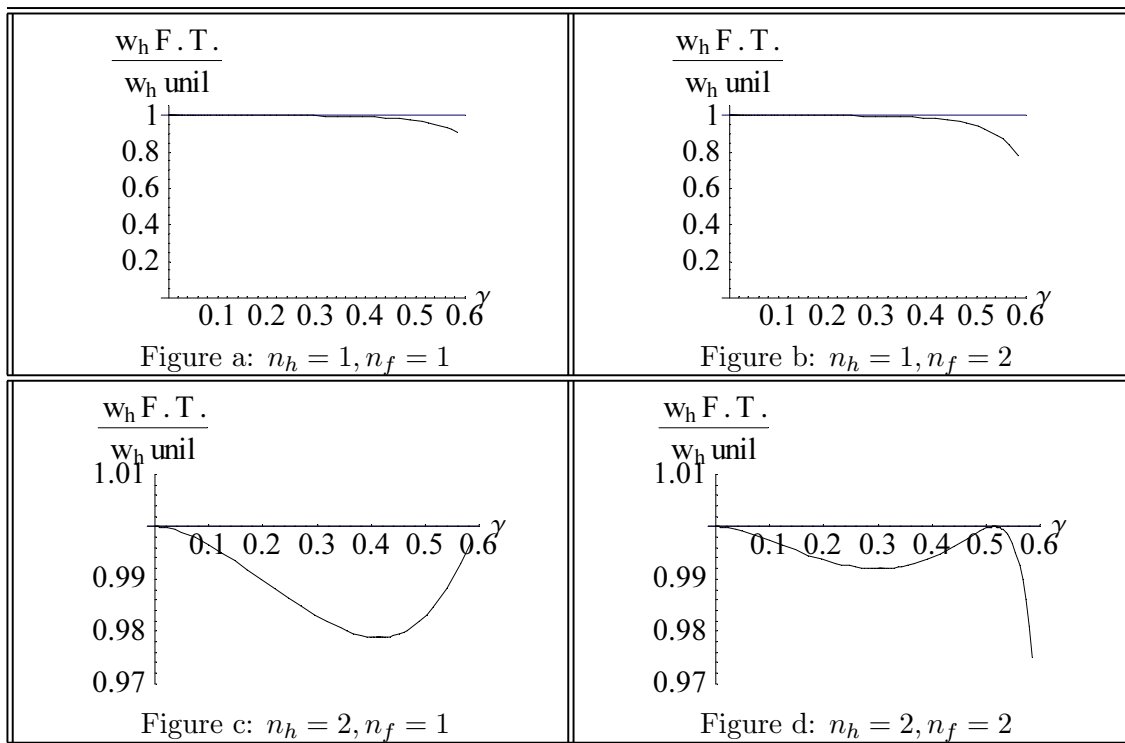 w_h F.T.
w_h unil
1
0.8
0.6
0.4
0.2
0.1 0.2 0.3 0.4 0.5 0.6
γ
Figure a: n_h = 1, n_f = 1
w_h F.T.
w_h unil
1
0.8
0.6
0.4
0.2
0.1 0.2 0.3 0.4 0.5 0.6
γ
Figure b: n_h = 1, n_f = 2
w_h F.T.
w_h unil
1.01
γ
0.1 0.2 0.3 0.4 0.5 0.6
0.99
0.98
0.97
Figure c: n_h = 2, n_f = 1
w_h F.T.
w_h unil
1.01
γ
0.1 0.2 0.3 0.4 0.5 0.6
0.99
0.98
0.97
Figure d: n_h = 2, n_f = 2